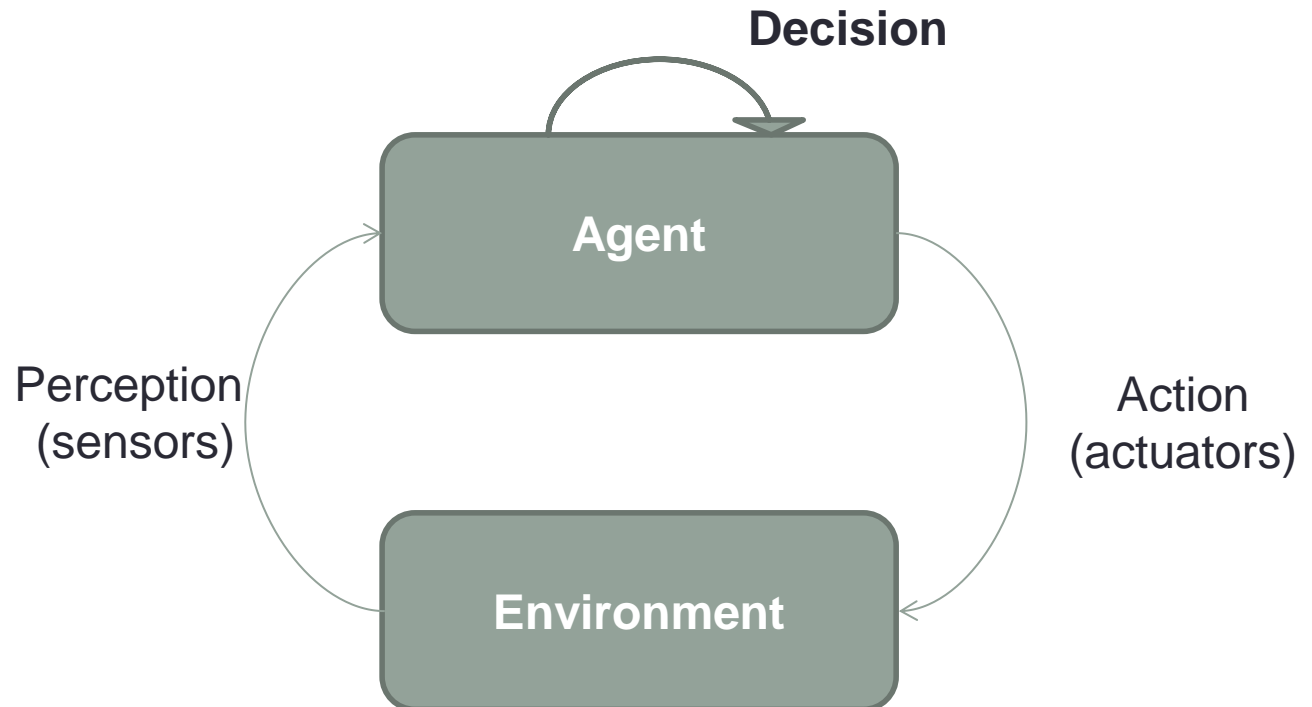 Decision
Agent
Perception
(sensors)
Action
(actuators)
Environment